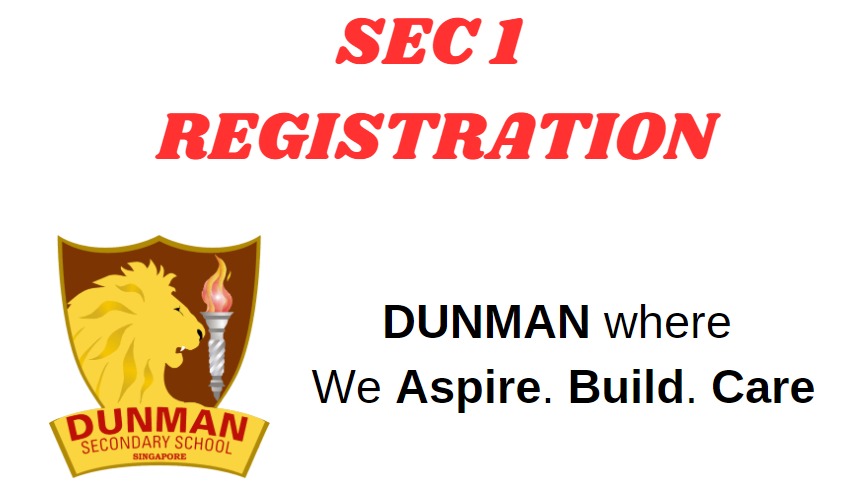 SEC 1
REGISTRATION
DUNMAN where
We Aspire. Build. Care
DUNMAN
SECONDARY SCHOOL
SINGAPORE